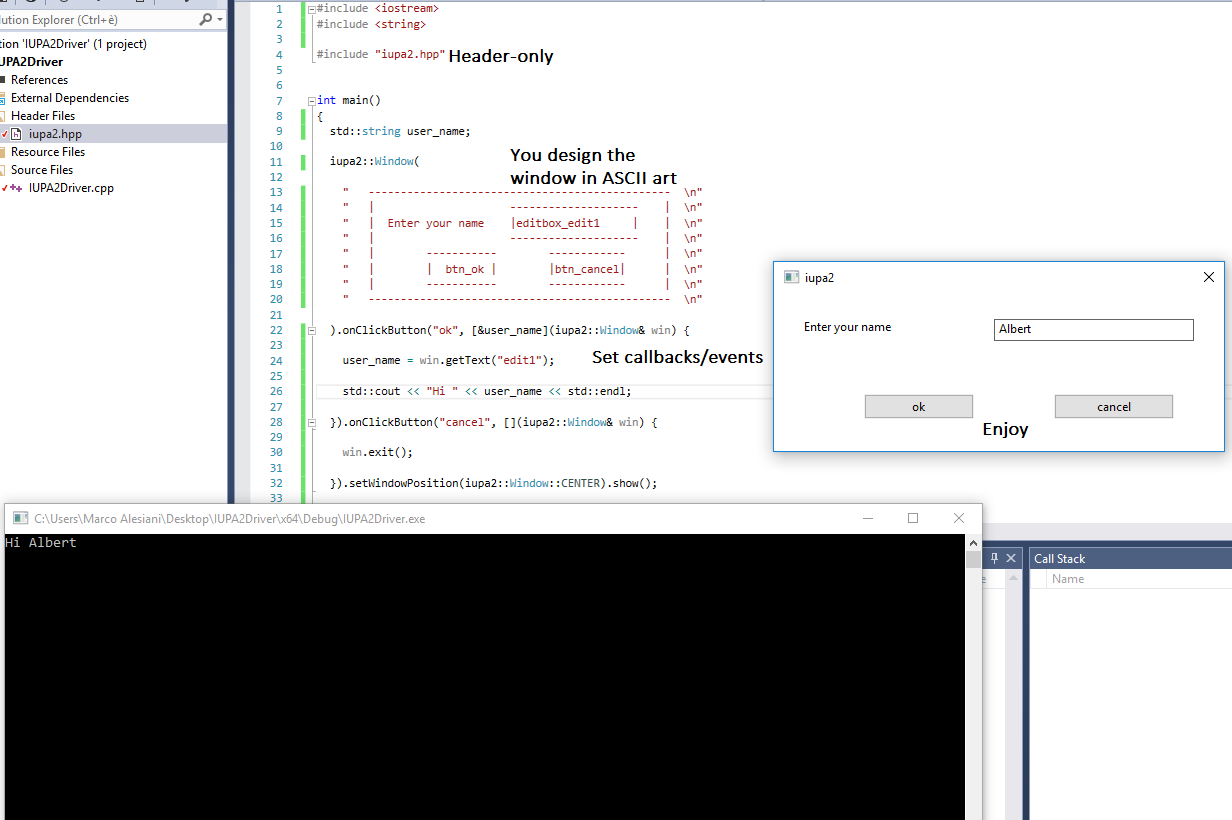 lution Explorer (Ctrl+è)
tion 'IUPA2Driver' (1 project)
UPA2Driver
References
External Dependencies
Header Files
iupa2.hpp
Resource Files
Source Files
IUPA2Driver.cpp
1 #include <iostream>
2 #include <string>
3
4 #include "iupa2.hpp" Header-only
5
6
7 int main()
8 {
9 std::string user_name;
10
11 iupa2::Window(
You design the
window in ASCII art
12
13 " ----------------------------------------------- \n"
14 " | -------------------- | \n"
15 " | Enter your name |editbox_edit1 | | \n"
16 " | -------------------- | \n"
17 " | ----------- ------------ | \n"
18 " | | btn_ok | |btn_cancel| | \n"
19 " | ----------- ------------ | \n"
20 " ----------------------------------------------- \n"
21
22 ).onClickButton("ok", [&user_name](iupa2::Window& win) {
23
24 user_name = win.getText("edit1"); Set callbacks/events
25
26 std::cout << "Hi " << user_name << std::endl;
27
28 }).onClickButton("cancel", [](iupa2::Window& win) {
29
30 win.exit();
31
32 }).setWindowPosition(iupa2::Window::CENTER).show();
33
iupa2
Enter your name Albert
ok cancel
Enjoy
C:\Users\Marco Alesiani\Desktop\IUPA2Driver\x64\Debug\IUPA2Driver.exe
Hi Albert
Call Stack
Name